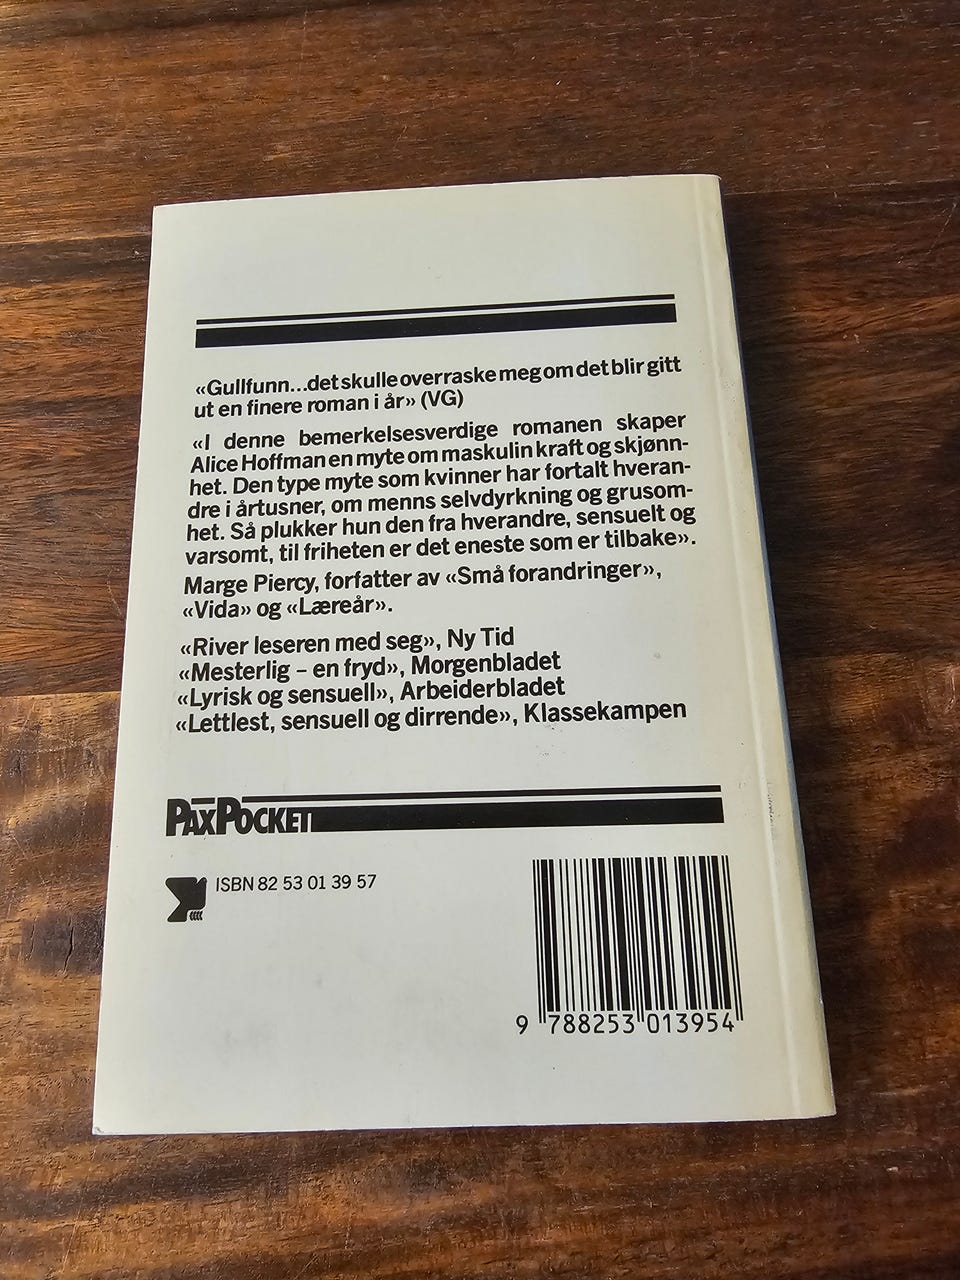 «Gullfunn...det skulle overraske meg om det blir gitt
ut en finere roman i år» (VG)
«I denne bemerkelsesverdige romanen skaper
Alice Hoffman en myte om maskulin kraft og skjønn-
het. Den type myte som kvinner har fortalt hveran-
dre i årtusner, om menns selvdyrkning og grusom-
het. Så plukker hun den fra hverandre, sensuelt og
varsomt, til friheten er det eneste som er tilbake».
Marge Piercy, forfatter av «Små forandringer»,
«Vida» og «Læreår».
«River leseren med seg», Ny Tid
«Mesterlig – en fryd», Morgenbladet
«Lyrisk og sensuell», Arbeiderbladet
«Lettlest, sensuell og dirrende», Klassekampen
PAXPOCKET
ISBN 82 53 01 39 57
9 788253 013954